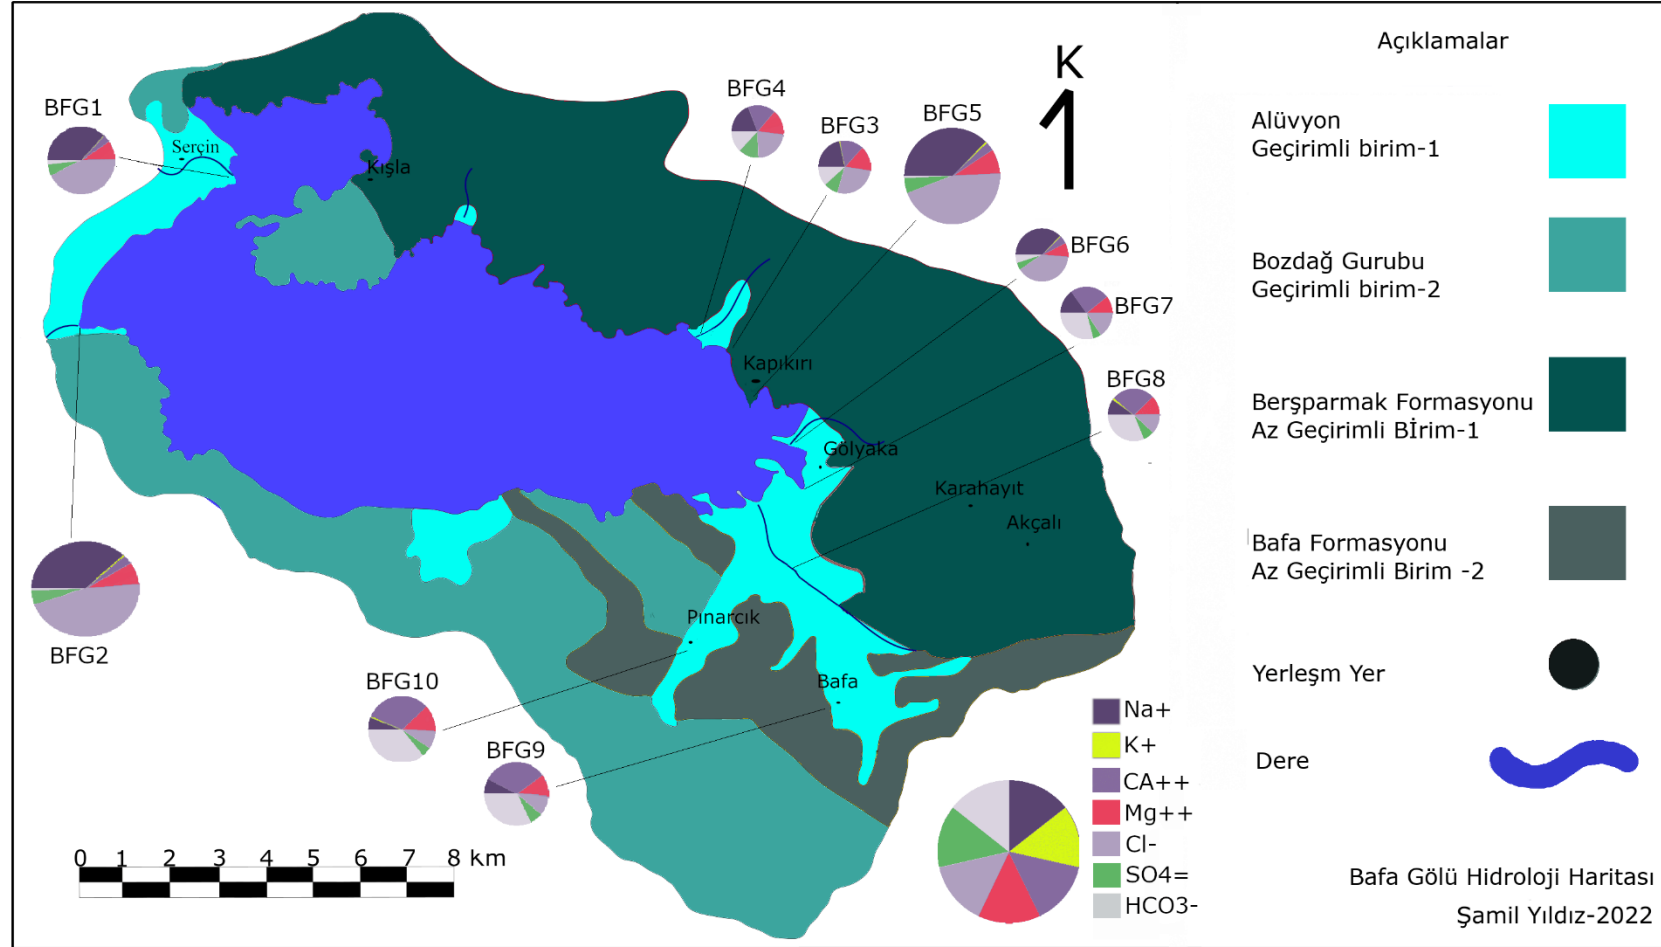 K
BFG1
BFG4
BFG3
BFG5
BFG6
BFG7
BFG8
BFG2
BFG10
BFG9
Serçin
Kışla
Kapıkırı
Gölyaka
Karahayıt
Akçalı
Pınarcık
Bafa
0 1 2 3 4 5 6 7 8 km
Na+
K+
CA++
Mg++
Cl-
SO4=
HCO3-
Açıklamalar
Alüvyon
Geçirimli birim-1
Bozdağ Gurubu
Geçirimli birim-2
Berşparmak Formasyonu
Az Geçirimli Bİrim-1
Bafa Formasyonu
Az Geçirimli Birim -2
Yerleşm Yer
Dere
Bafa Gölü Hidroloji Haritası
Şamil Yıldız-2022